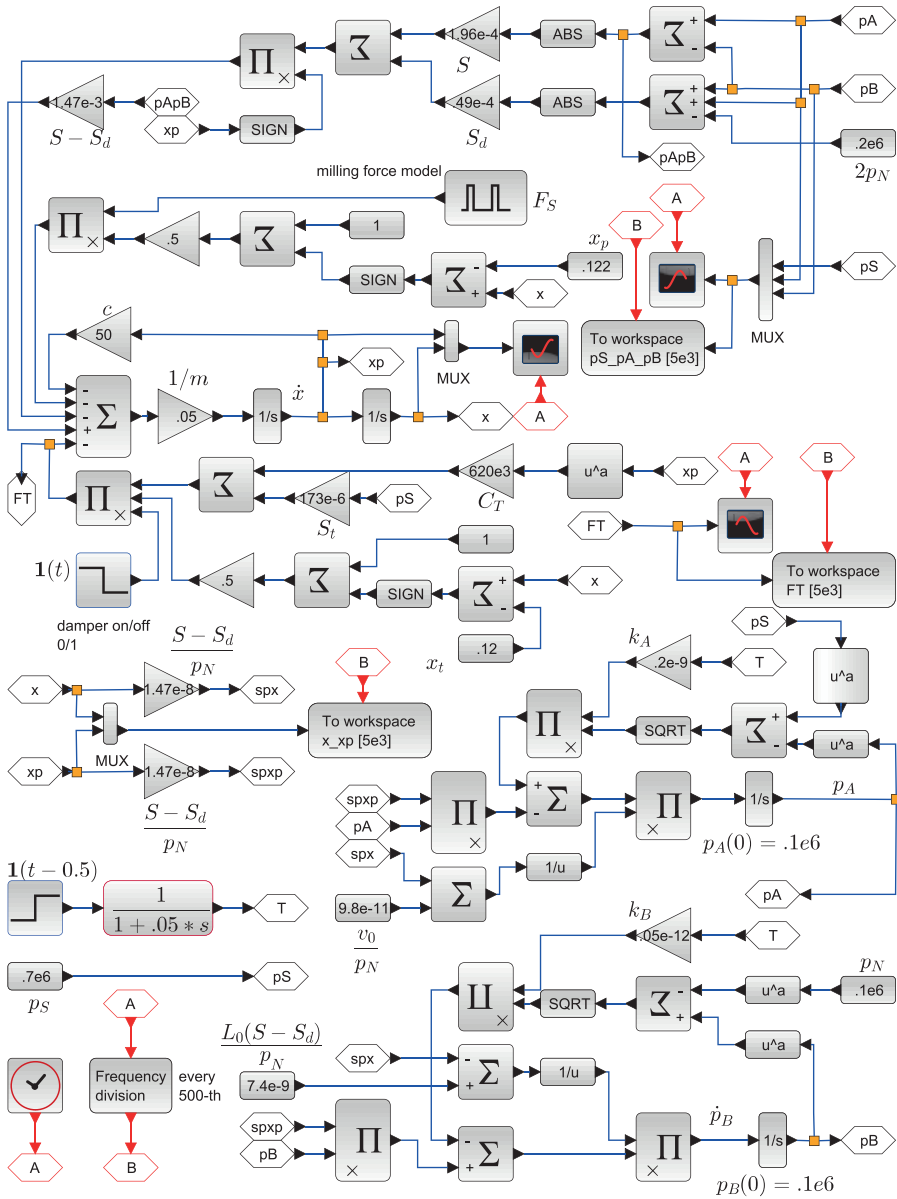 pA
Σ
+
-
ABS
1.96e-4
S
Σ
Π
×
pB
Σ
+
+
-
ABS
.49e-4
S_d
1.47e-3
S − S_d
pApB
xp
SIGN
.2e6
2p_N
pApB
milling force model
F_S
A
B
Π
×
.5
Σ
1
SIGN
Σ
-
+
x_p
.122
x
pS
MUX
To workspace
pS_pA_pB [5e3]
c
50
xp
MUX
1/m
ẋ
-
-
-
+
-
Σ
.05
1/s
1/s
x
A
FT
Π
×
Σ
620e3
C_T
u^a
xp
173e-6
S_t
pS
A
B
FT
To workspace
FT [5e3]
1(t)
damper on/off
0/1
.5
Σ
1
SIGN
Σ
+
-
x
x_t
.12
pS
S − S_d
p_N
x
1.47e-8
spx
B
k_A
.2e-9
T
u^a
MUX
To workspace
x_xp [5e3]
Π
×
SQRT
Σ
+
-
u^a
xp
1.47e-8
spxp
S − S_d
p_N
spxp
pA
spx
Π
×
+
-
Σ
Π
×
1/s
p_A
p_A(0) = .1e6
1/u
Σ
9.8e-11
v_0
p_N
pA
1(t − 0.5)
1
1 + .05 ∗ s
T
k_B
.05e-12
T
.7e6
p_S
pS
Π
×
SQRT
Σ
-
+
u^a
p_N
.1e6
u^a
A
L_0(S − S_d)
p_N
spx
7.4e-9
-
+
Σ
1/u
Frequency
division
every
500-th
A
B
spxp
pB
Π
×
-
+
Σ
Π
×
ṗ_B
1/s
pB
p_B(0) = .1e6